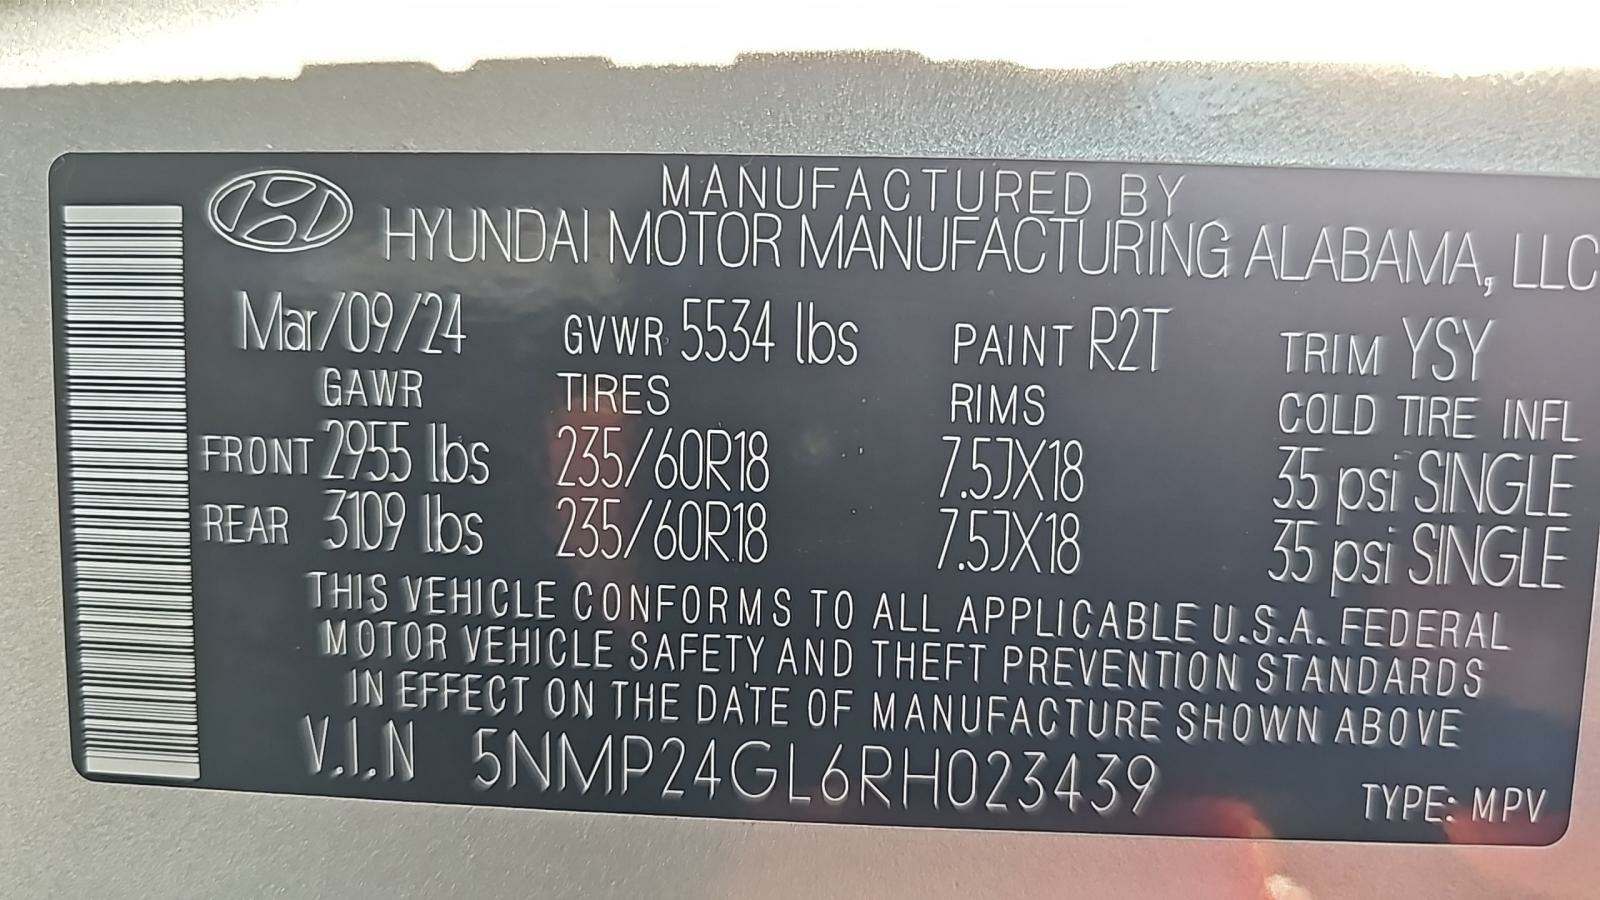 MANUFACTURED BY
HYUNDAI MOTOR MANUFACTURING ALABAMA, LLC
Mar/09/24 GVWR 5534 lbs PAINT R2T TRIM YSY
GAWR TIRES RIMS COLD TIRE INFL
FRONT 2955 lbs 235/60R18 7.5JX18 35 psi SINGLE
REAR 3109 lbs 235/60R18 7.5JX18 35 psi SINGLE
THIS VEHICLE CONFORMS TO ALL APPLICABLE U.S.A. FEDERAL
MOTOR VEHICLE SAFETY AND THEFT PREVENTION STANDARDS
IN EFFECT ON THE DATE OF MANUFACTURE SHOWN ABOVE
V.I.N 5NMP24GL6RH023439 TYPE: MPV